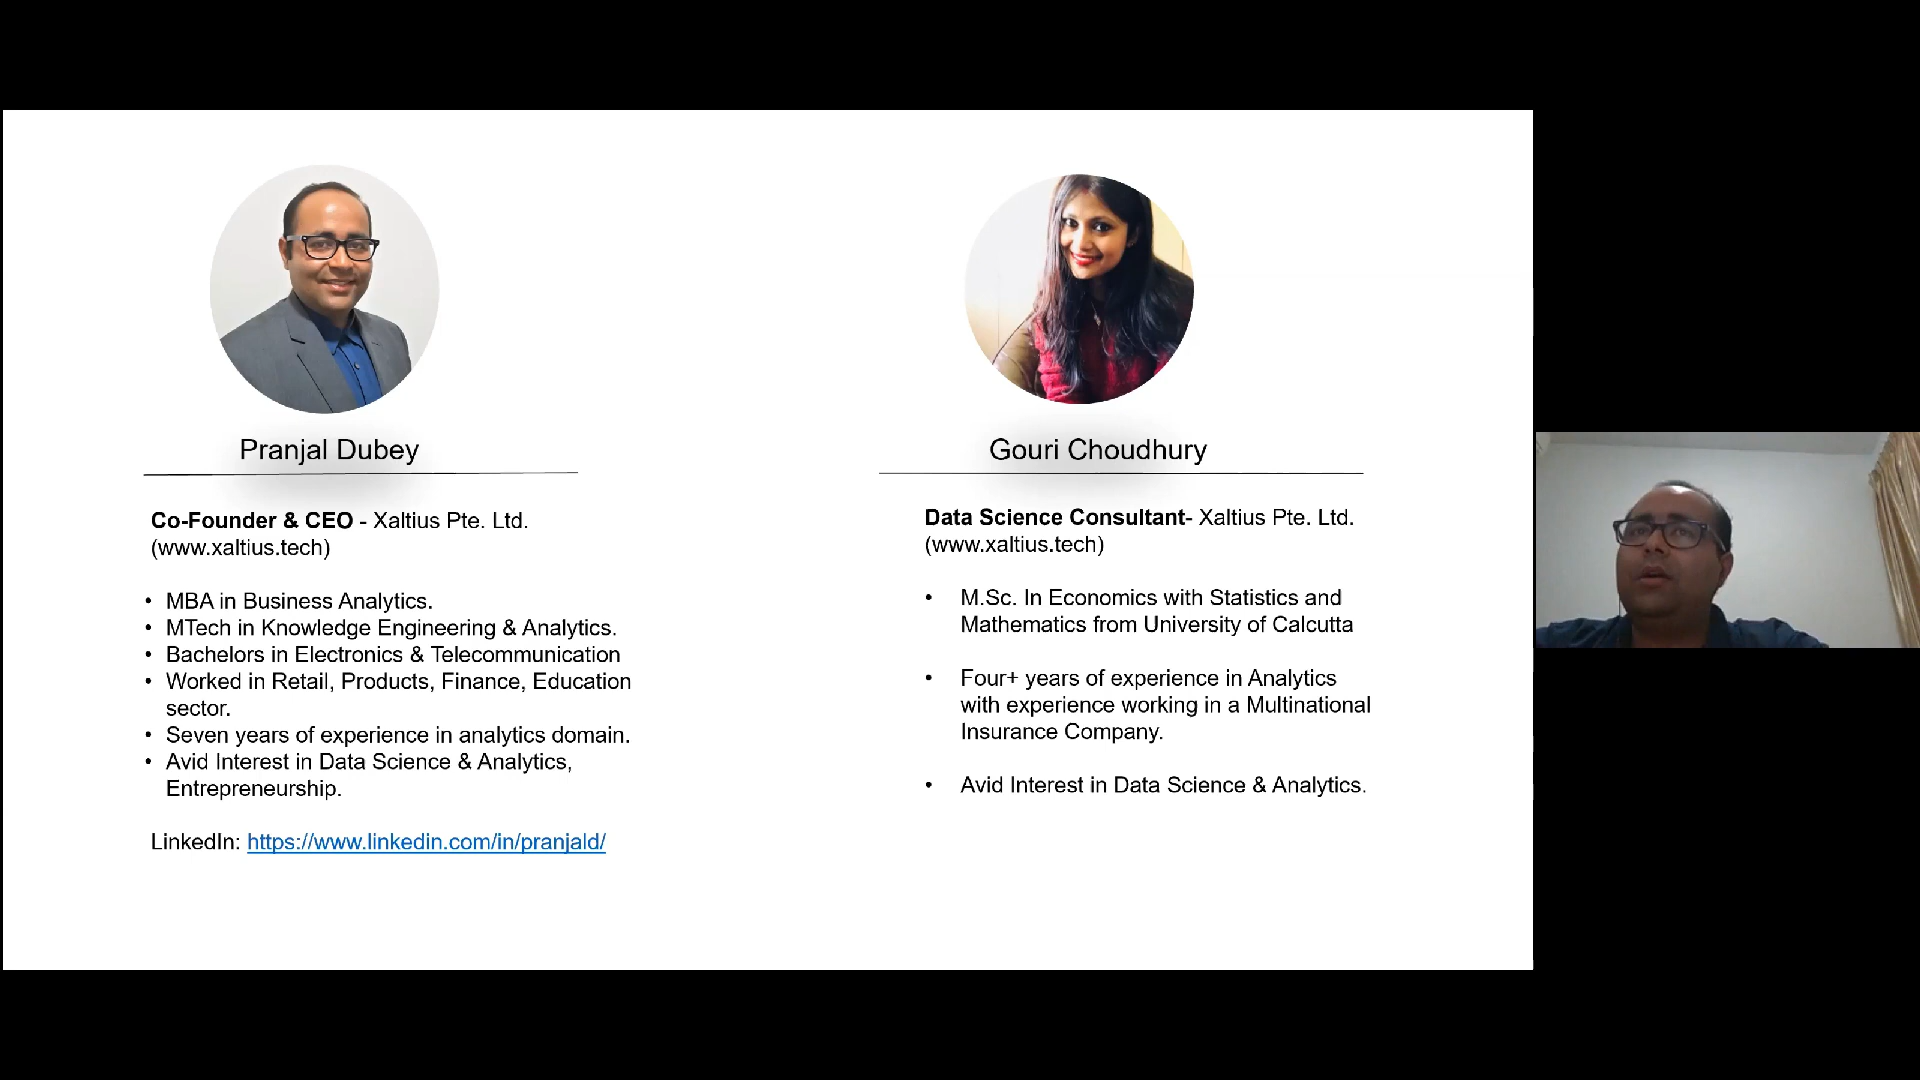 Pranjal Dubey
Co-Founder & CEO - Xaltius Pte. Ltd.
(www.xaltius.tech)
• MBA in Business Analytics.
• MTech in Knowledge Engineering & Analytics.
• Bachelors in Electronics & Telecommunication
• Worked in Retail, Products, Finance, Education
sector.
• Seven years of experience in analytics domain.
• Avid Interest in Data Science & Analytics,
Entrepreneurship.
LinkedIn: https://www.linkedin.com/in/pranjald/
Gouri Choudhury
Data Science Consultant- Xaltius Pte. Ltd.
(www.xaltius.tech)
• M.Sc. In Economics with Statistics and
Mathematics from University of Calcutta
• Four+ years of experience in Analytics
with experience working in a Multinational
Insurance Company.
• Avid Interest in Data Science & Analytics.